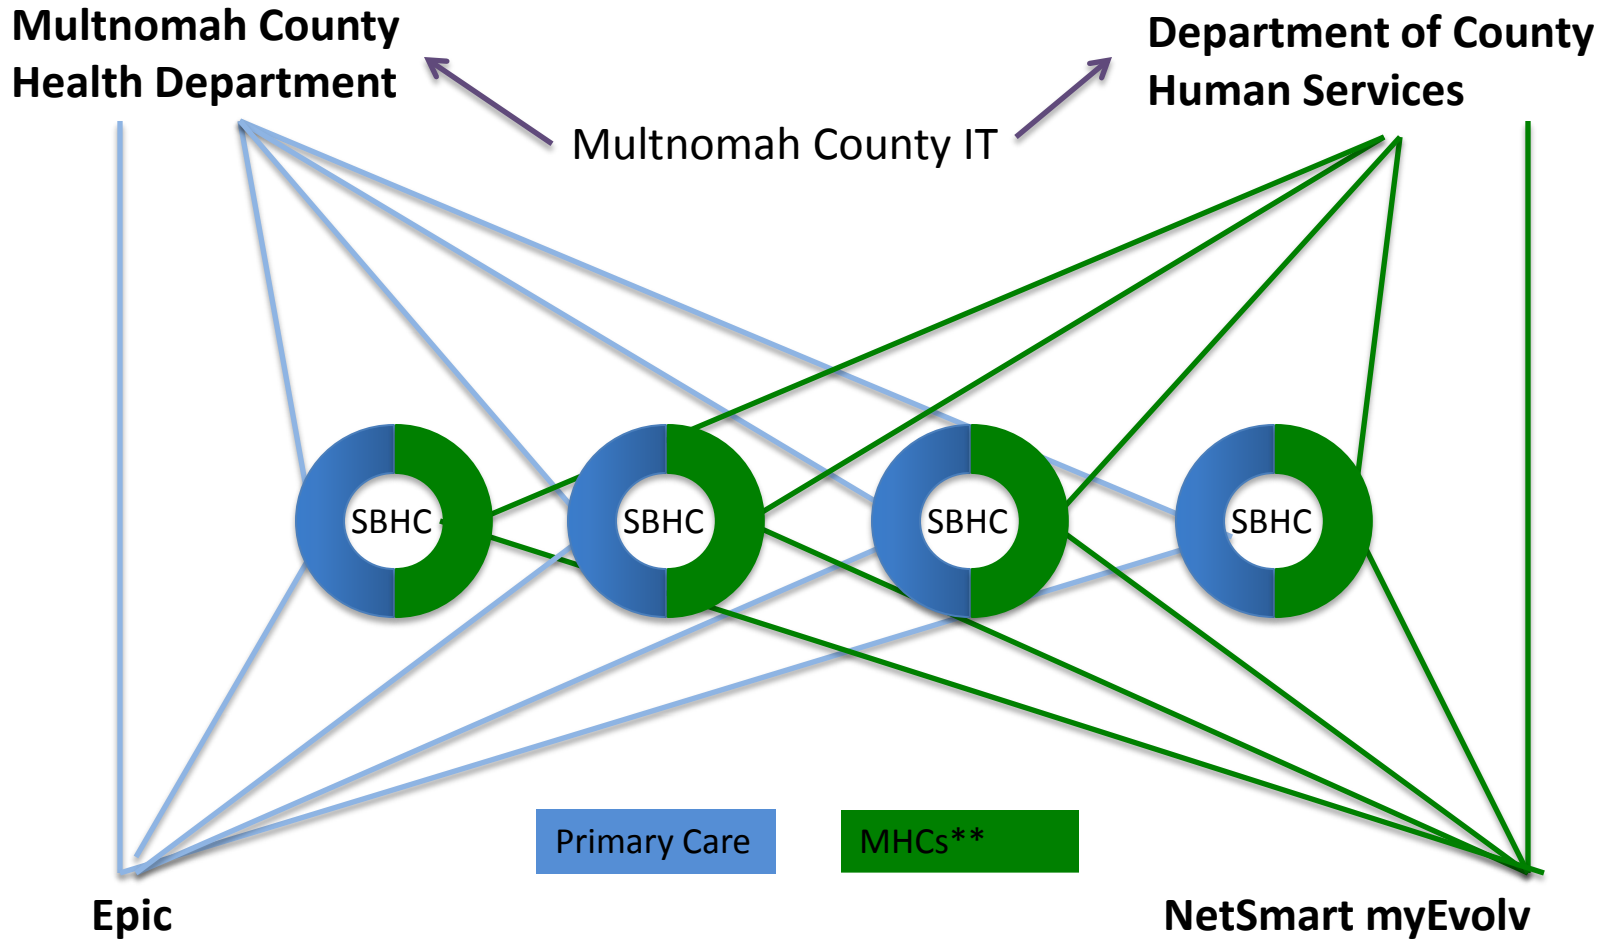 Multnomah County
Health Department
Department of County
Human Services
Multnomah County IT
SBHC
SBHC
SBHC
SBHC
Primary Care
MHCs**
Epic
NetSmart myEvolv